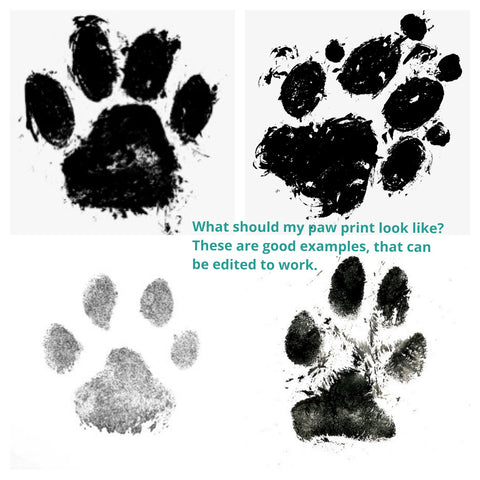 What should my paw print look like?
These are good examples, that can
be edited to work.